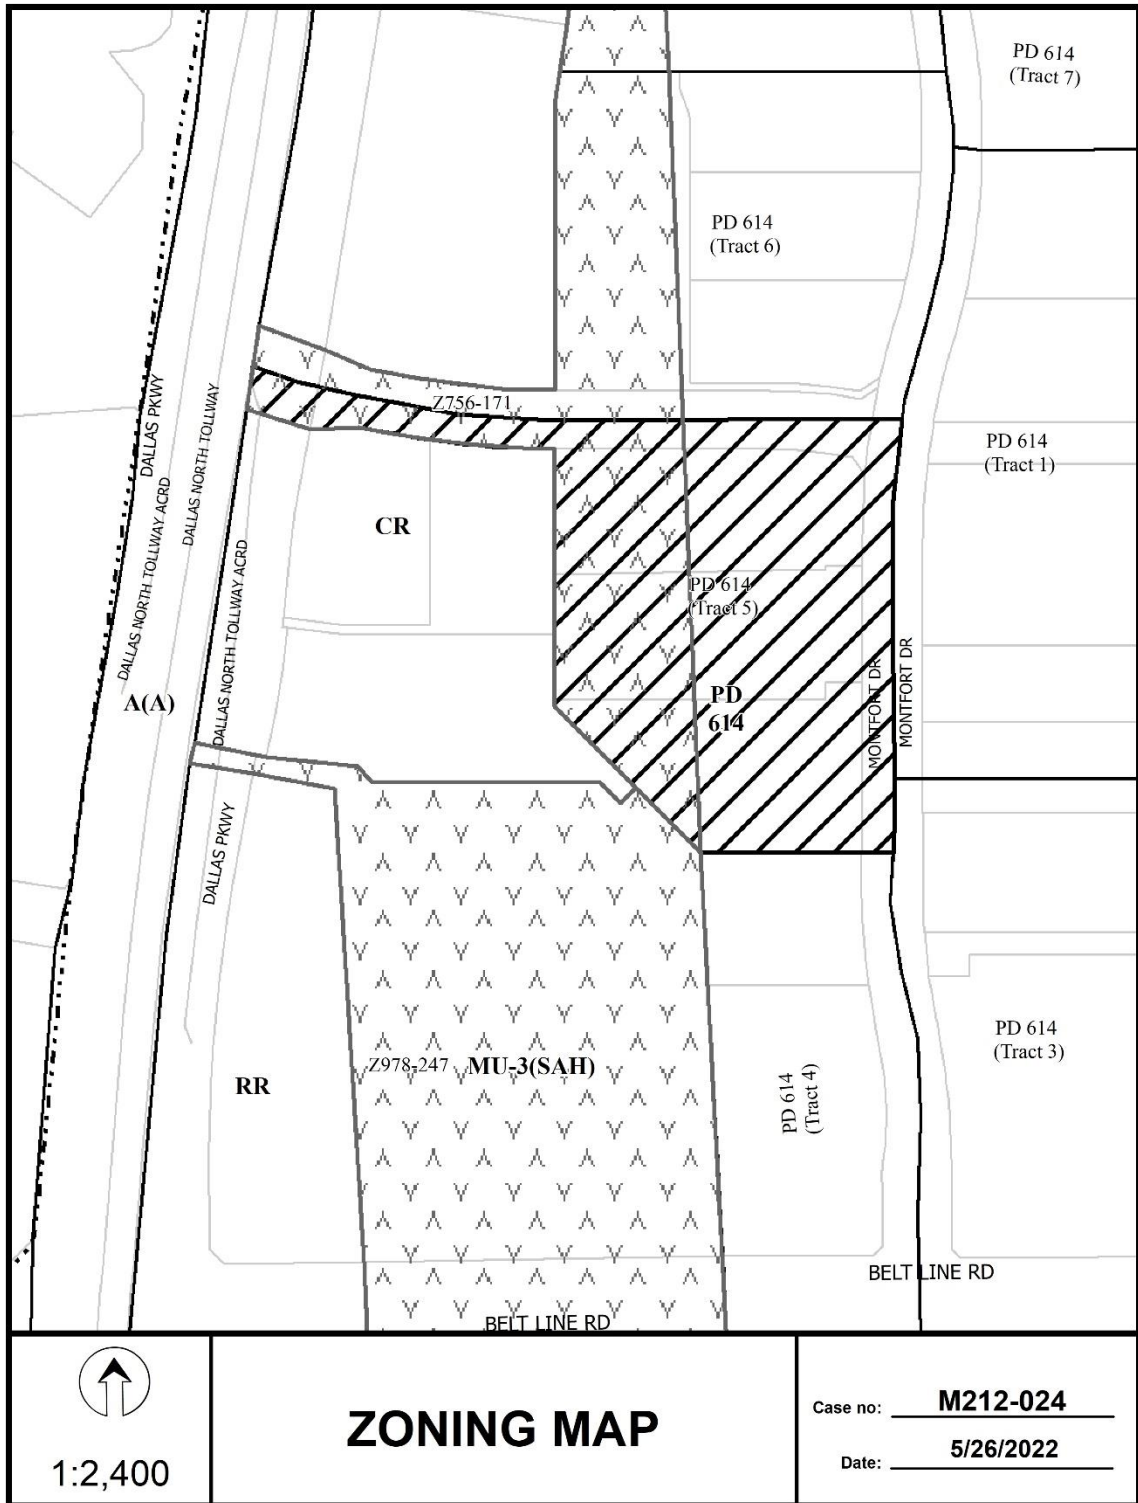 PD 614
(Tract 7)
PD 614
(Tract 6)
DALLAS PKWY
DALLAS NORTH TOLLWAY
Z756-171
PD 614
(Tract 1)
DALLAS NORTH TOLLWAY ACRD
CR
DALLAS NORTH TOLLWAY ACRD
PD 614
(Tract 5)
A(A)
PD
614
MONTFORT DR
MONTFORT DR
DALLAS PKWY
Z978-247
MU-3(SAH)
RR
PD 614
(Tract 4)
PD 614
(Tract 3)
BELT LINE RD
BELT LINE RD
1:2,400
ZONING MAP
Case no: M212-024
Date: 5/26/2022